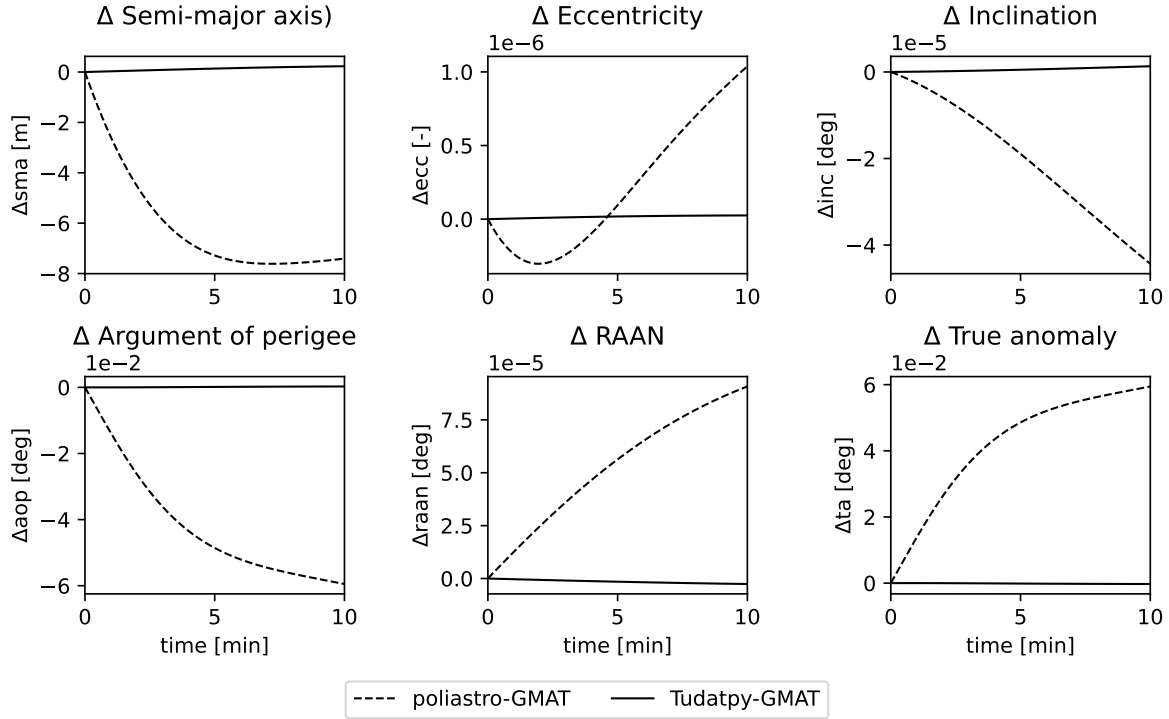 Δ Semi-major axis) Δ Eccentricity Δ Inclination
1e−6 1e−5
0 1.0 0
−2 0.5 −2
−4 0.0 −4
−6
−8
Δsma [m] Δecc [-] Δinc [deg]
0 5 10 0 5 10 0 5 10
Δ Argument of perigee Δ RAAN Δ True anomaly
1e−2 1e−5 1e−2
0 7.5 6
−2 5.0 4
−4 2.5 2
−6 0.0 0
Δaop [deg] Δraan [deg] Δta [deg]
0 5 10 0 5 10 0 5 10
time [min] time [min] time [min]
poliastro-GMAT Tudatpy-GMAT